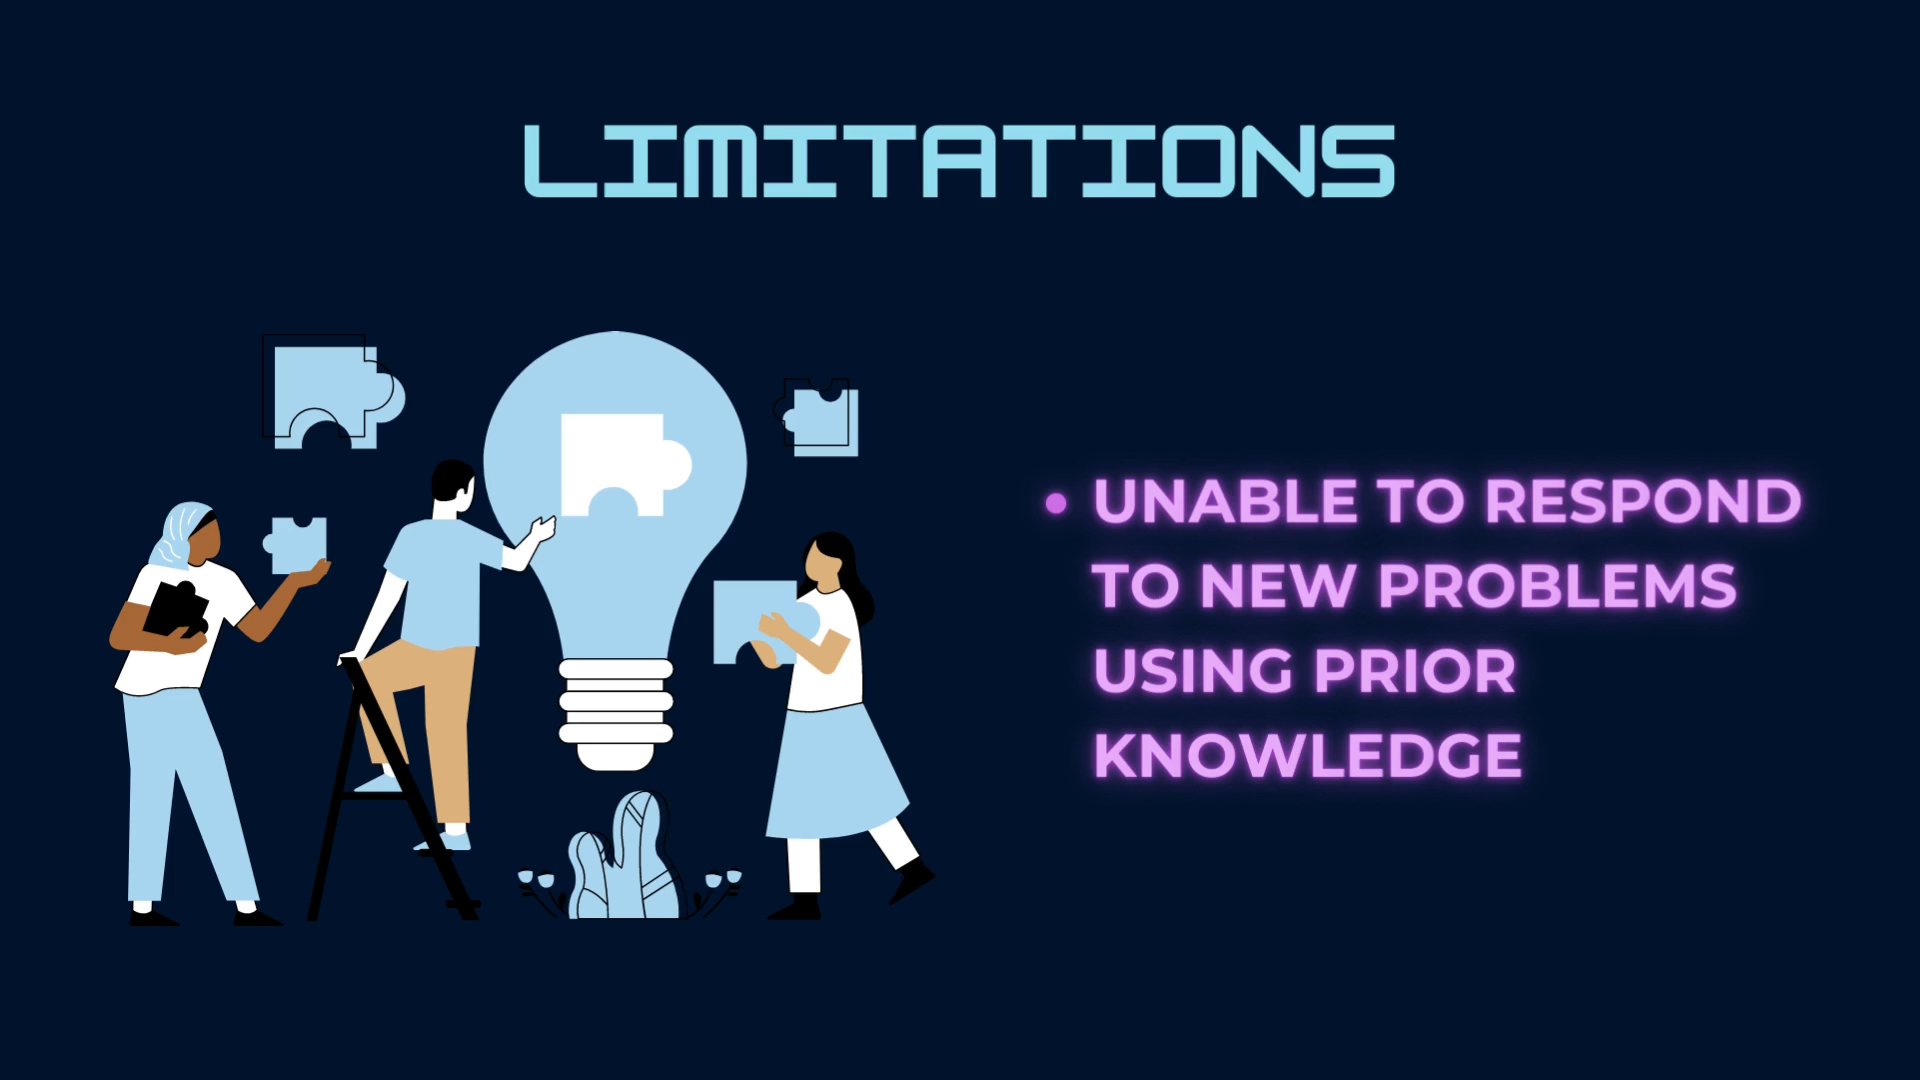 LIMITATIONS
• UNABLE TO RESPOND
TO NEW PROBLEMS
USING PRIOR
KNOWLEDGE